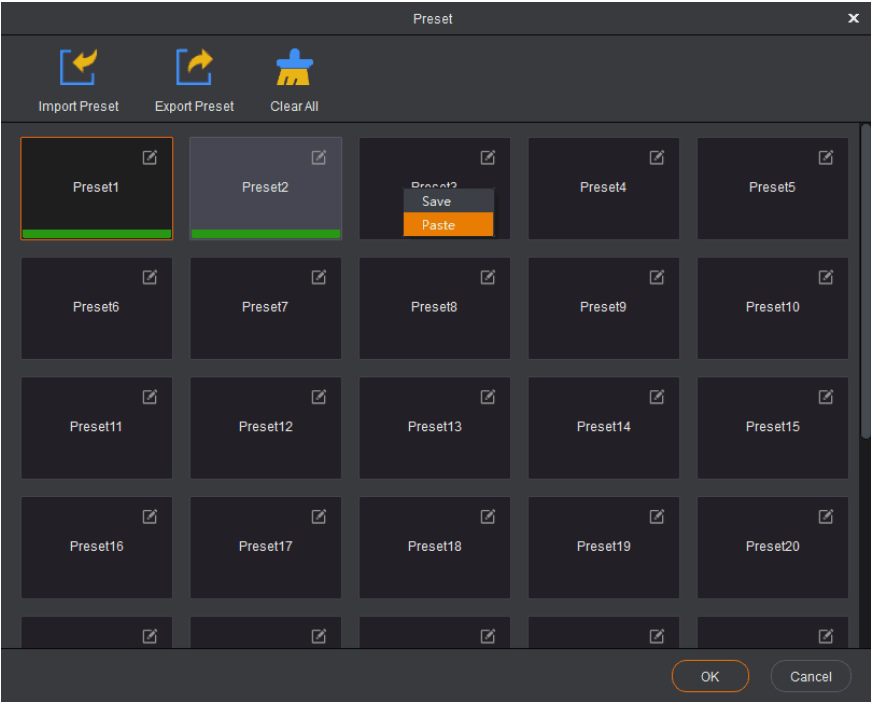 Preset
Import Preset
Export Preset
Clear All
Preset1
Preset2
Preset3
Preset4
Preset5
Save
Paste
Preset6
Preset7
Preset8
Preset9
Preset10
Preset11
Preset12
Preset13
Preset14
Preset15
Preset16
Preset17
Preset18
Preset19
Preset20
OK
Cancel